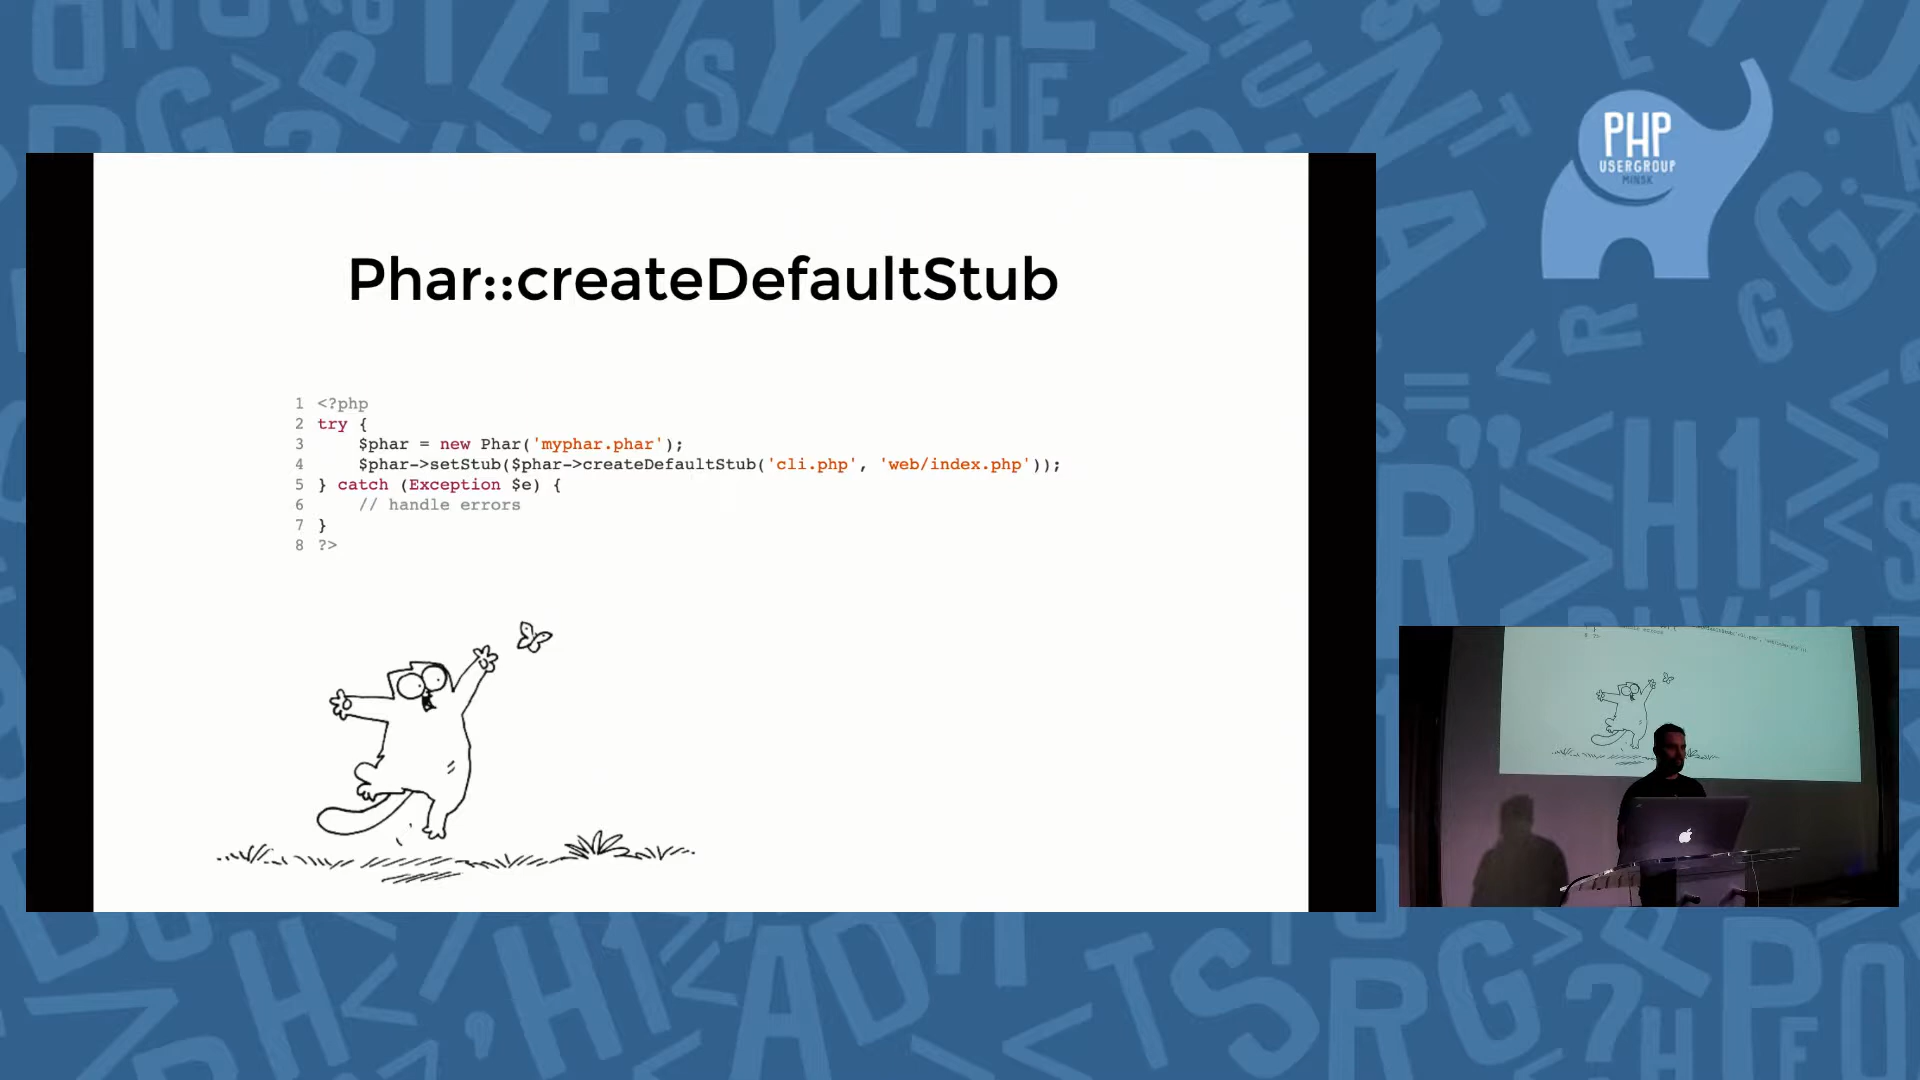 PHP
USERGROUP
MINSK
Phar::createDefaultStub
1 <?php
2 try {
3     $phar = new Phar('myphar.phar');
4     $phar->setStub($phar->createDefaultStub('cli.php', 'web/index.php'));
5 } catch (Exception $e) {
6     // handle errors
7 }
8 ?>